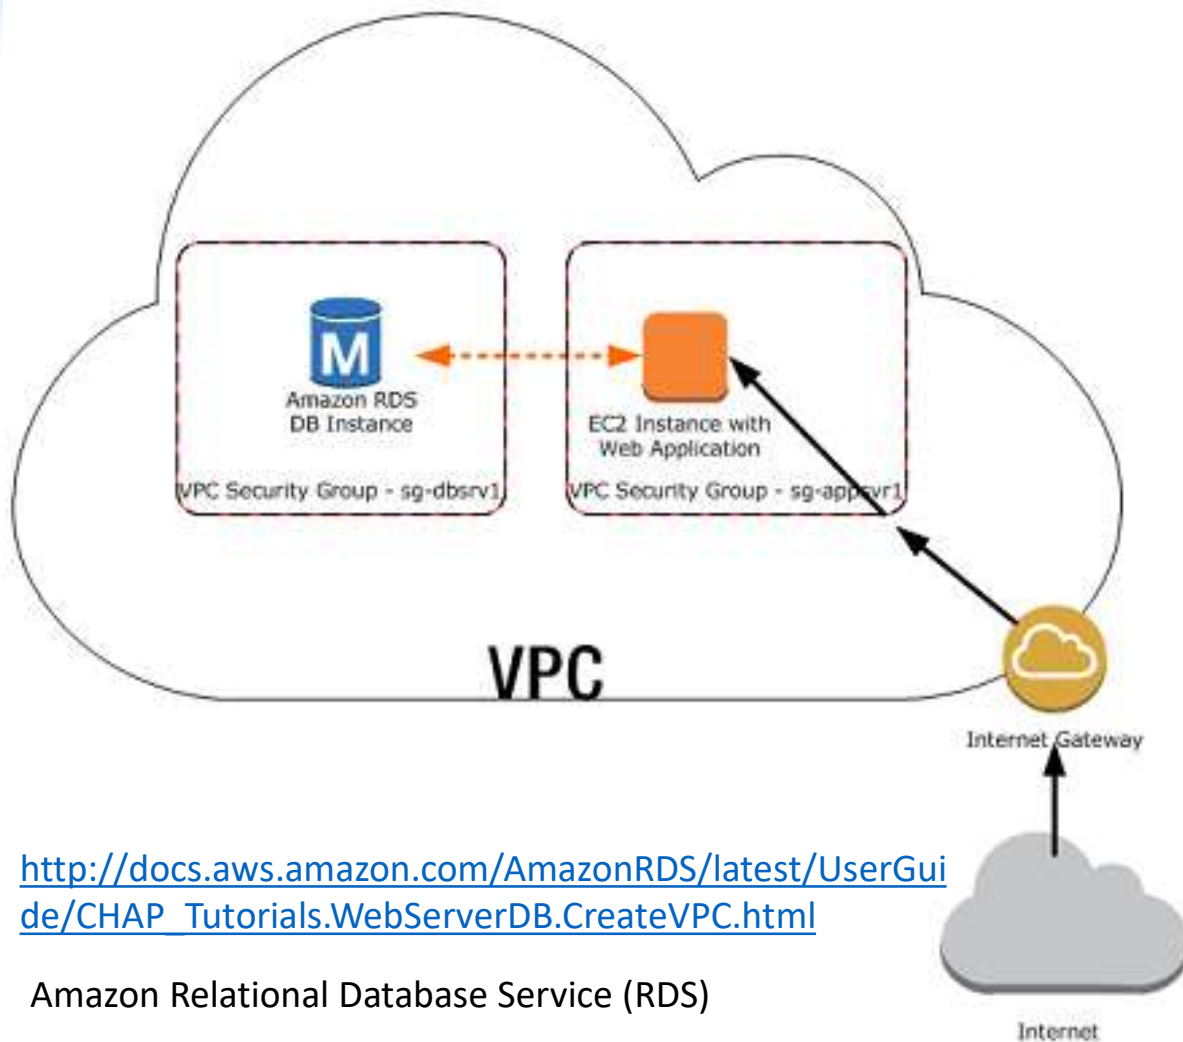 M
Amazon RDS
DB Instance
EC2 Instance with
Web Application
VPC Security Group - sg-dbsrv1
VPC Security Group - sg-appsvr1
VPC
Internet Gateway
http://docs.aws.amazon.com/AmazonRDS/latest/UserGui
de/CHAP_Tutorials.WebServerDB.CreateVPC.html
Amazon Relational Database Service (RDS)
Internet